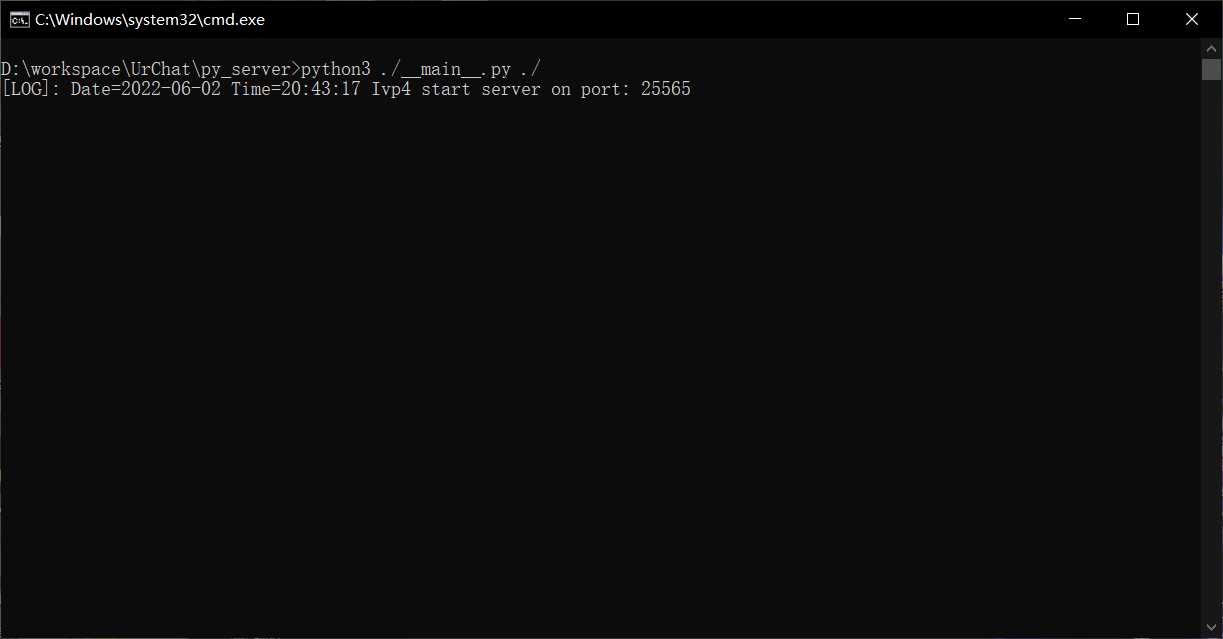 C:\Windows\system32\cmd.exe
D:\workspace\UrChat\py_server>python3 ./__main__.py ./
[LOG]: Date=2022-06-02 Time=20:43:17 Ivp4 start server on port: 25565